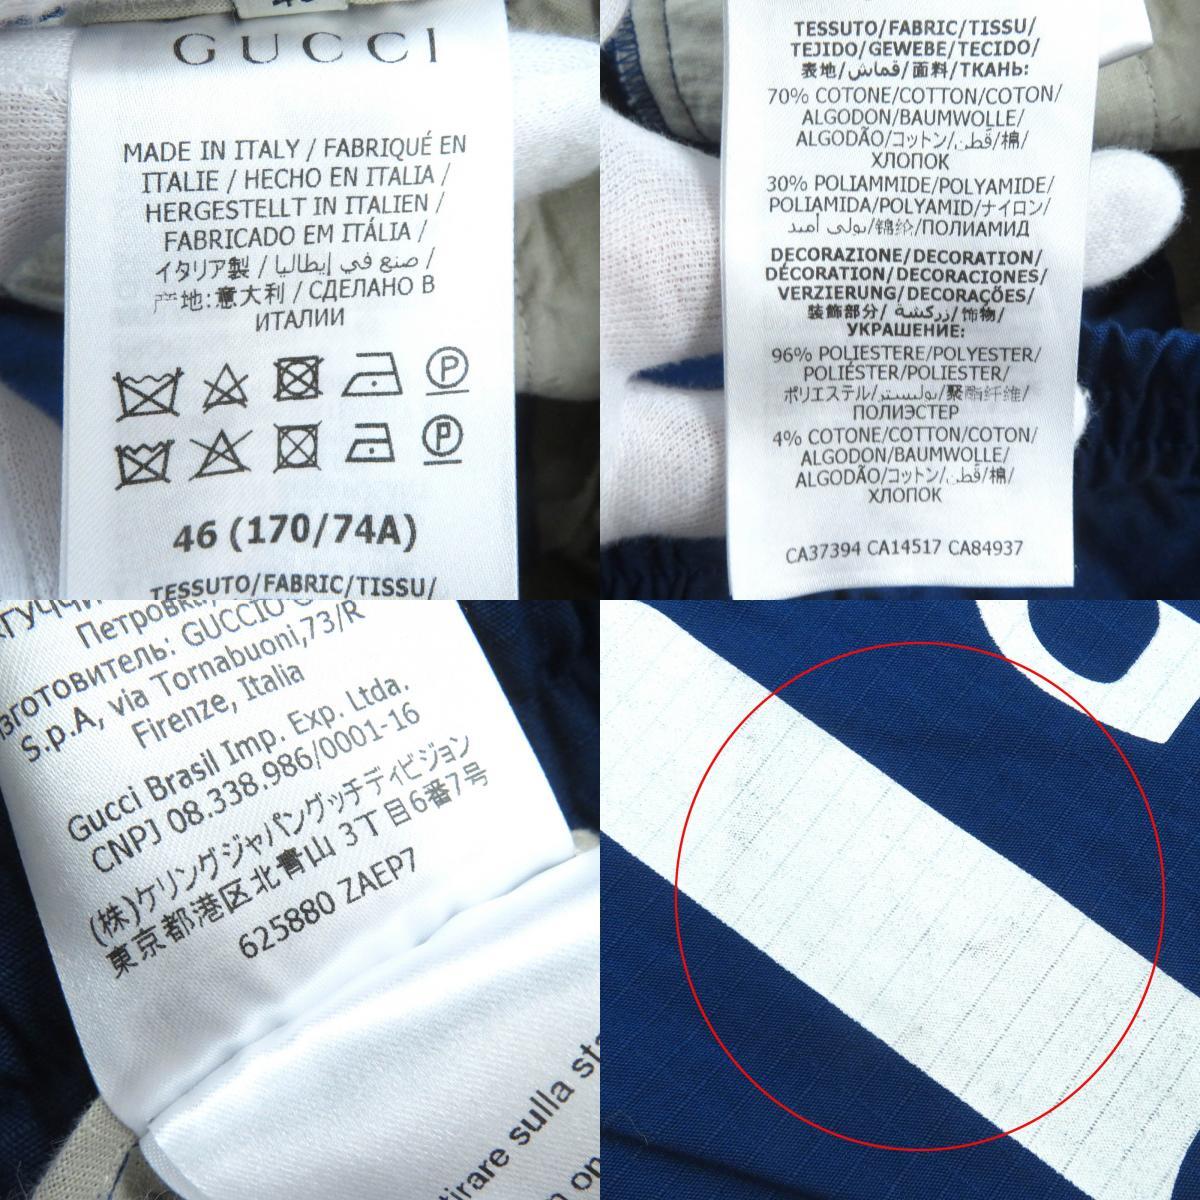 GUCCI
MADE IN ITALY / FABRIQUÉ EN
ITALIE / HECHO EN ITALIA /
HERGESTELLT IN ITALIEN /
FABRICADO EM ITÁLIA /
イタリア製 / صنع في إيطاليا /
产地:意大利 / СДЕЛАНО В
ИТАЛИИ
P
P
46 (170/74A)
TESSUTO/FABRIC/TISSU/
TESSUTO/FABRIC/TISSU/
TEJIDO/GEWEBE/TECIDO/
表地/قماش/面料/ТКАНЬ:
70% COTONE/COTTON/COTON/
ALGODON/BAUMWOLLE/
ALGODÃO/コットン/قطن/棉/
ХЛОПОК
30% POLIAMMIDE/POLYAMIDE/
POLIAMIDA/POLYAMID/ナイロン/
بولي أميد/锦纶/ПОЛИАМИД
DECORAZIONE/DECORATION/
DÉCORATION/DECORACIONES/
VERZIERUNG/DECORAÇÕES/
装飾部分/زركشة/饰物/
УКРАШЕНИЕ:
96% POLIESTERE/POLYESTER/
POLIÉSTER/POLIESTER/
ポリエステル/بوليستر/聚酯纤维/
ПОЛИЭСТЕР
4% COTONE/COTTON/COTON/
ALGODON/BAUMWOLLE/
ALGODÃO/コットン/قطن/棉/
ХЛОПОК
CA37394 CA14517 CA84937
Петровка,
зготовитель: GUCCIO G
S.p.A, via Tornabuoni,73/R
Firenze, Italia
Gucci Brasil Imp. Exp. Ltda.
CNPJ 08.338.986/0001-16
(株)ケリングジャパングッチディビジョン
東京都港区北青山 3丁目6番7号
625880 ZAEP7
tirare sulla sta